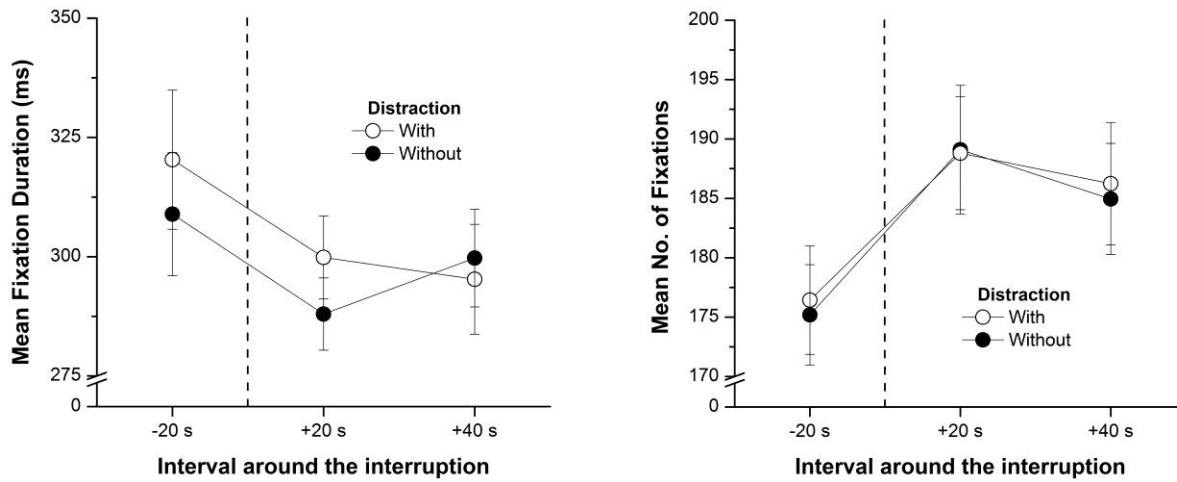 Mean Fixation Duration (ms)
350
325
300
275
0
Distraction
With
Without
-20 s
+20 s
+40 s
Interval around the interruption
Mean No. of Fixations
200
195
190
185
180
175
170
0
Distraction
With
Without
-20 s
+20 s
+40 s
Interval around the interruption